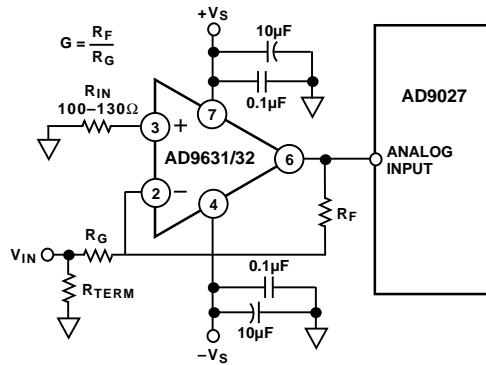 +VS
G = RF
RG
10µF
0.1µF
RIN
100–130Ω
3
+
7
AD9631/32
6
2
–
4
AD9027
ANALOG
INPUT
RF
VIN
RG
RTERM
0.1µF
10µF
–VS